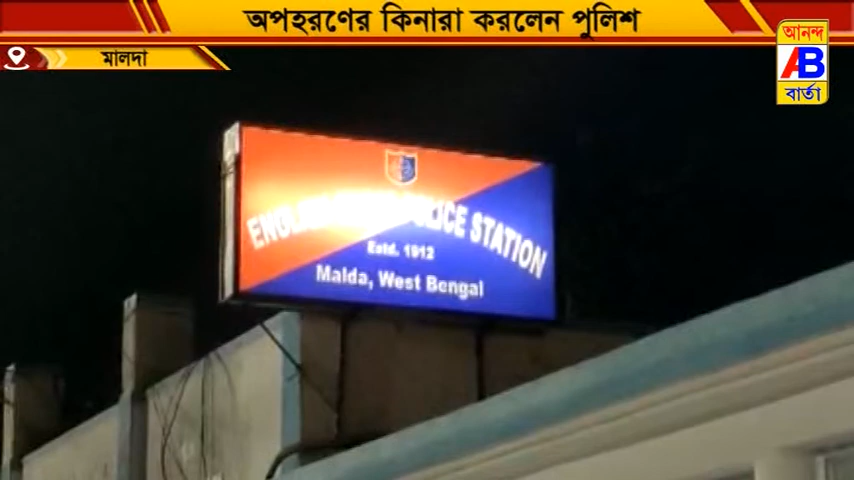 অপহরণের কিনারা করলেন পুলিশ
মালদা
আনন্দ
AB
বার্তা
POLICE STATION
Estd. 1912
Malda, West Bengal